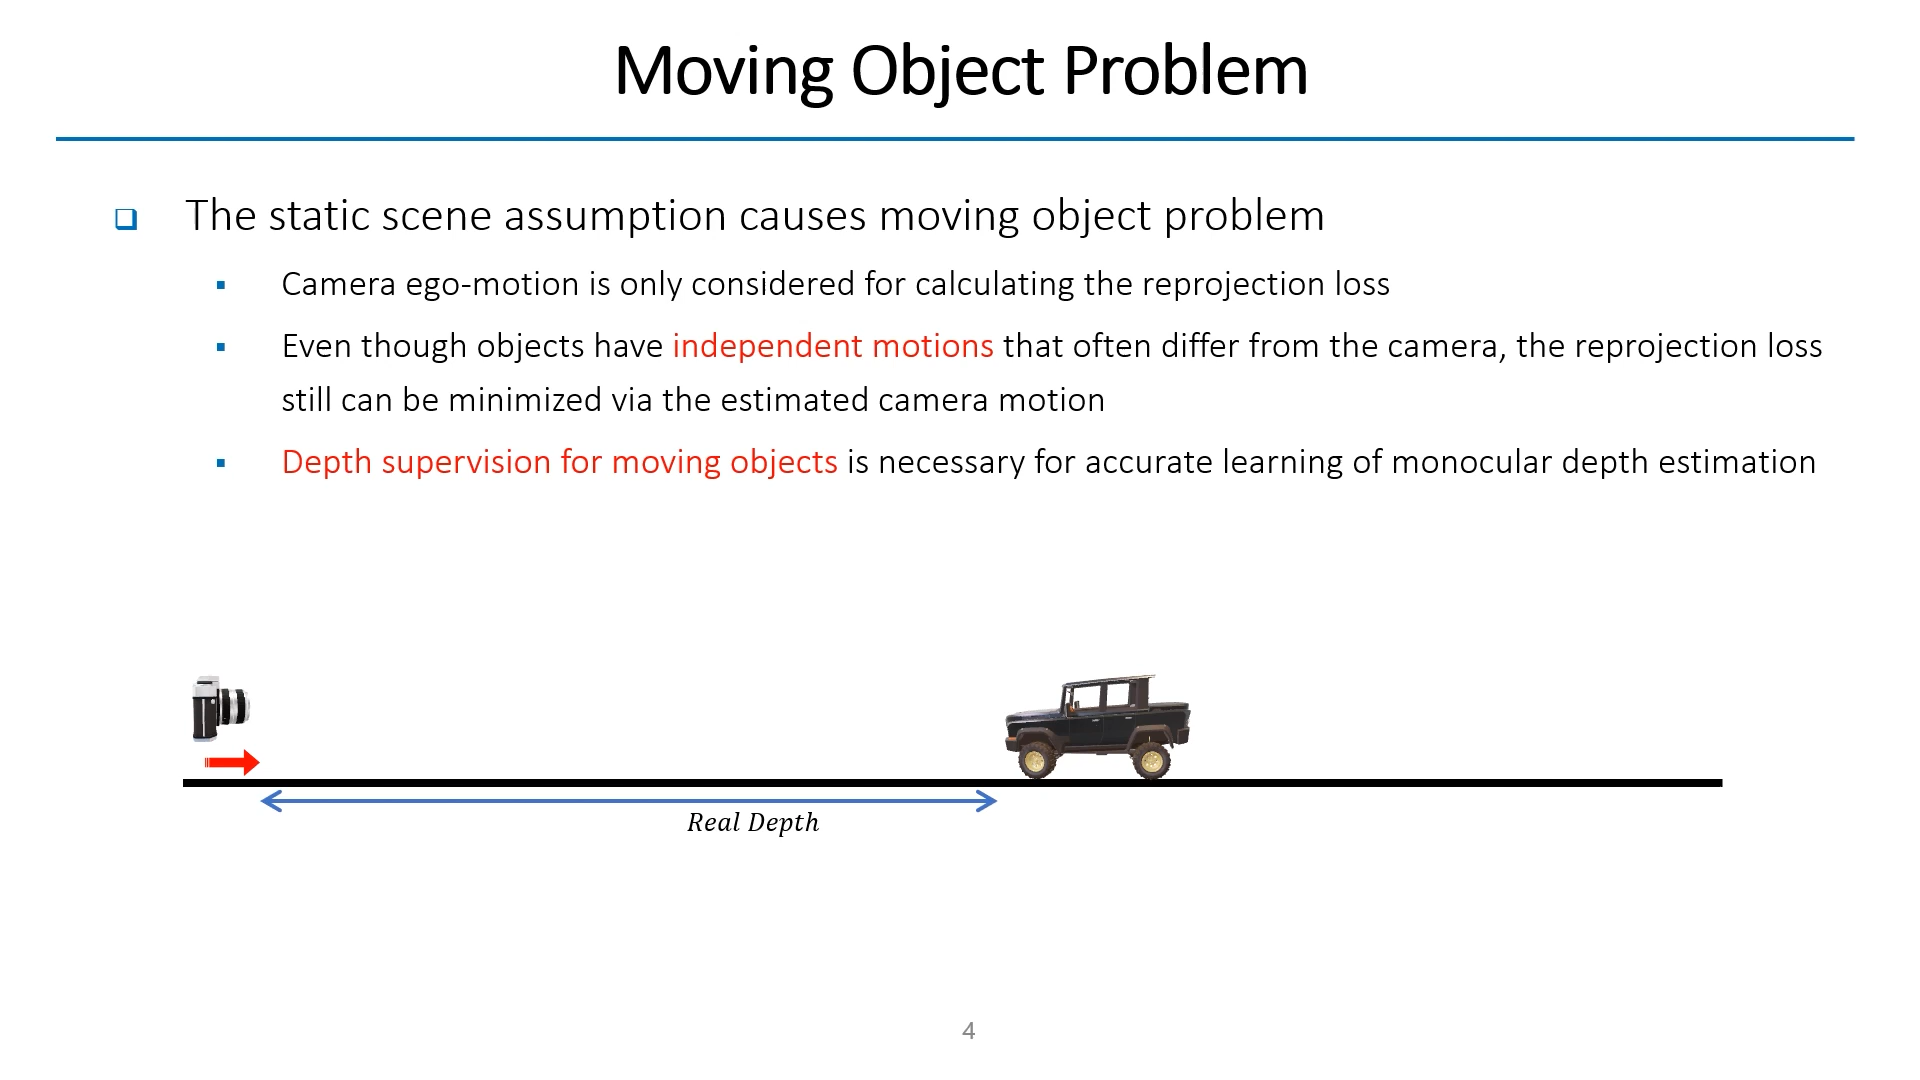 Moving Object Problem
The static scene assumption causes moving object problem
Camera ego-motion is only considered for calculating the reprojection loss
Even though objects have independent motions that often differ from the camera, the reprojection loss
still can be minimized via the estimated camera motion
Depth supervision for moving objects is necessary for accurate learning of monocular depth estimation
Real Depth
4